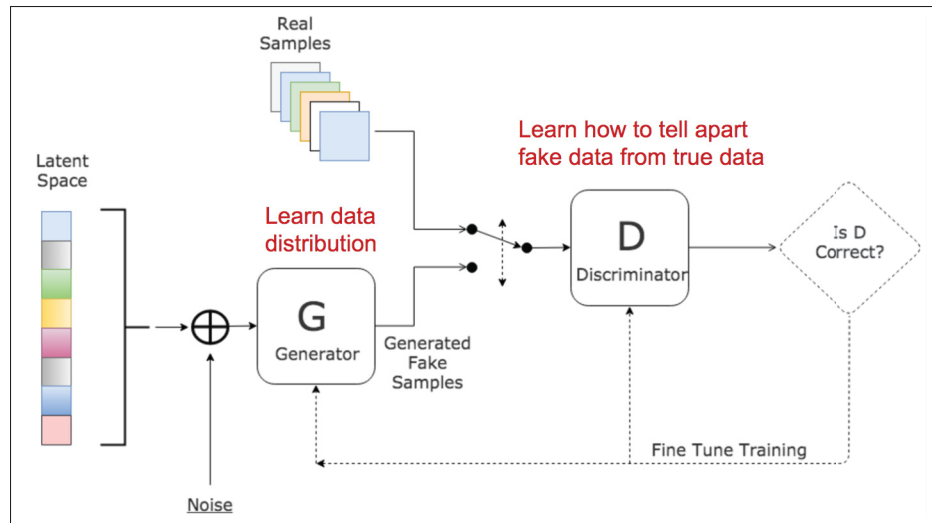 Real
Samples
Latent
Space
Learn data
distribution
Learn how to tell apart
fake data from true data
G
Generator
Generated
Fake
Samples
D
Discriminator
Is D
Correct?
Fine Tune Training
Noise